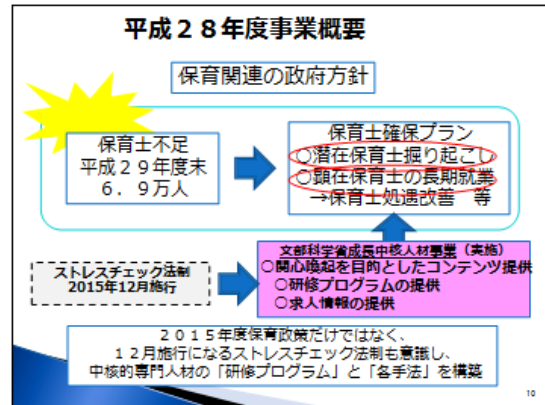 平成２８年度事業概要
保育関連の政府方針
保育士不足
平成２９年度末
６．９万人
保育士確保プラン
○潜在保育士掘り起こし
○顕在保育士の長期就業
→保育士処遇改善　等
ストレスチェック法制
2015年12月施行
文部科学省成長中核人材事業（実施）
○関心喚起を目的としたコンテンツ提供
○研修プログラムの提供
○求人情報の提供
２０１５年度保育政策だけではなく、
１２月施行になるストレスチェック法制も意識し、
中核的専門人材の「研修プログラム」と「各手法」を構築
10